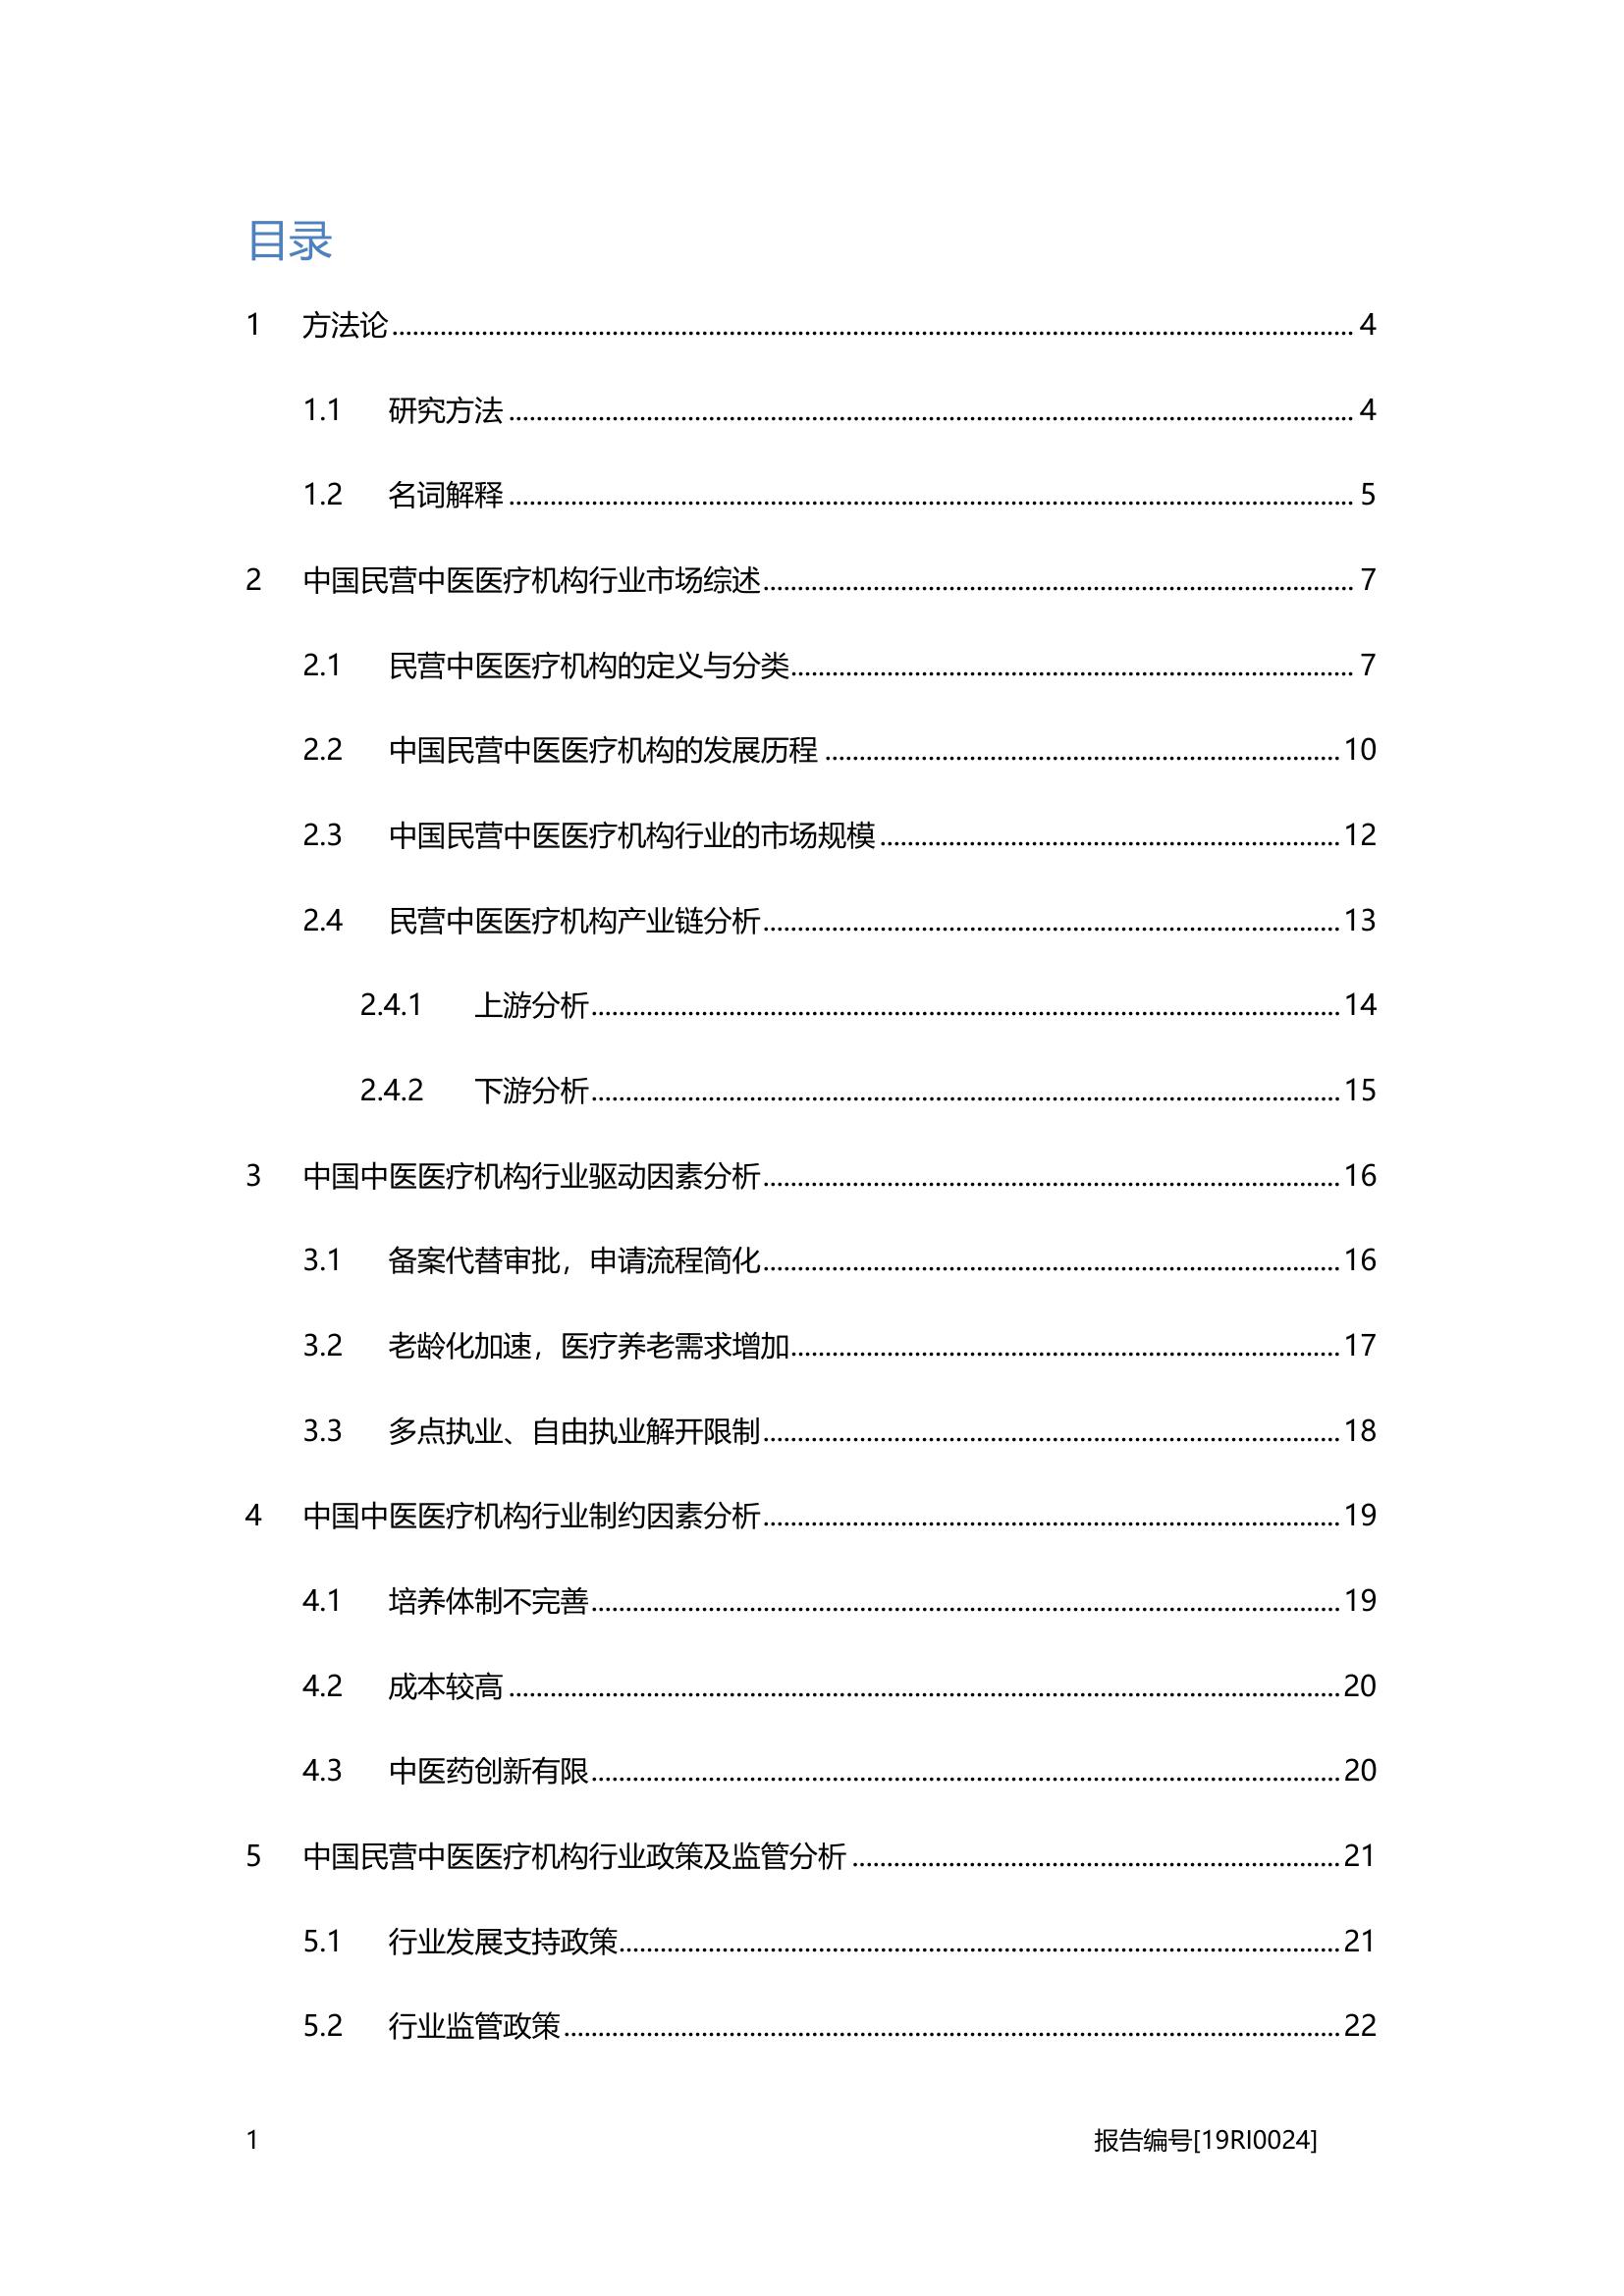 目录
1 方法论 4
1.1 研究方法 4
1.2 名词解释 5
2 中国民营中医医疗机构行业市场综述 7
2.1 民营中医医疗机构的定义与分类 7
2.2 中国民营中医医疗机构的发展历程 10
2.3 中国民营中医医疗机构行业的市场规模 12
2.4 民营中医医疗机构产业链分析 13
2.4.1 上游分析 14
2.4.2 下游分析 15
3 中国中医医疗机构行业驱动因素分析 16
3.1 备案代替审批，申请流程简化 16
3.2 老龄化加速，医疗养老需求增加 17
3.3 多点执业、自由执业解开限制 18
4 中国中医医疗机构行业制约因素分析 19
4.1 培养体制不完善 19
4.2 成本较高 20
4.3 中医药创新有限 20
5 中国民营中医医疗机构行业政策及监管分析 21
5.1 行业发展支持政策 21
5.2 行业监管政策 22
1 报告编号[19RI0024]